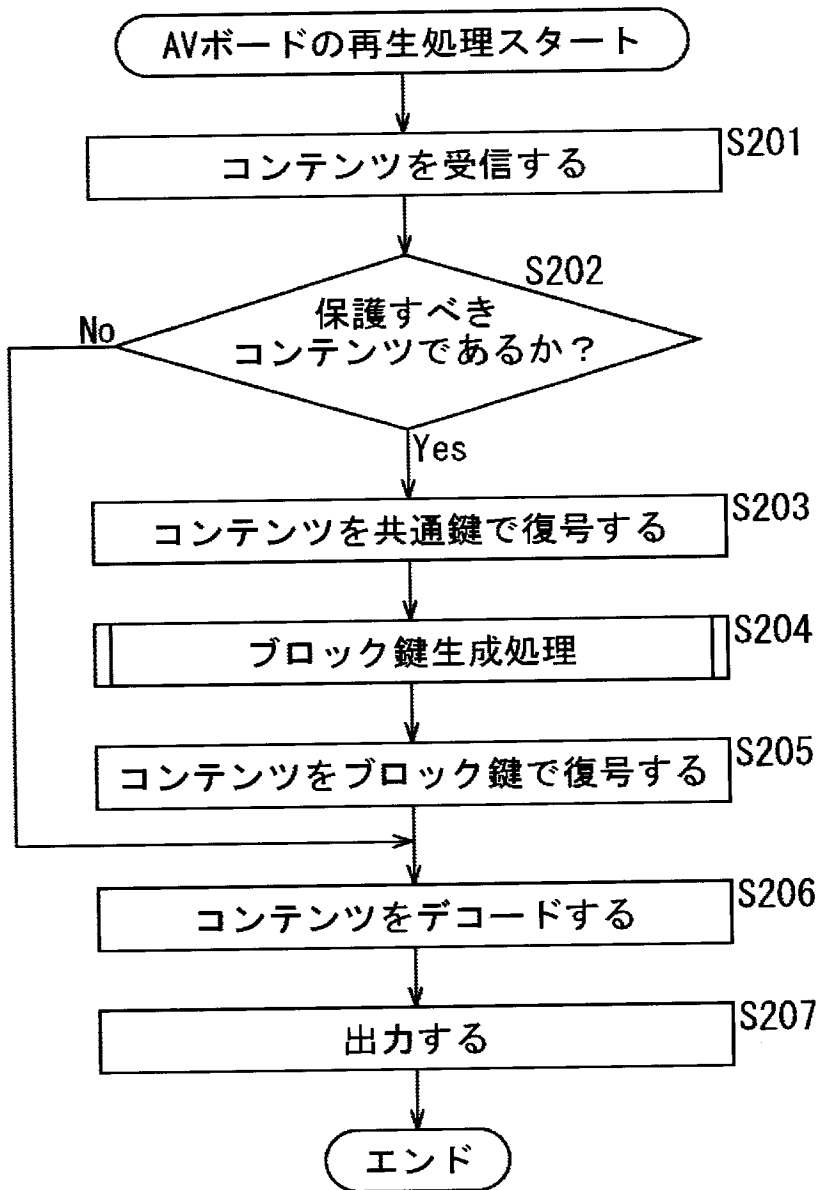 AVボードの再生処理スタート
S201
コンテンツを受信する
S202
保護すべき
コンテンツであるか？
No
Yes
S203
コンテンツを共通鍵で復号する
S204
ブロック鍵生成処理
S205
コンテンツをブロック鍵で復号する
S206
コンテンツをデコードする
S207
出力する
エンド